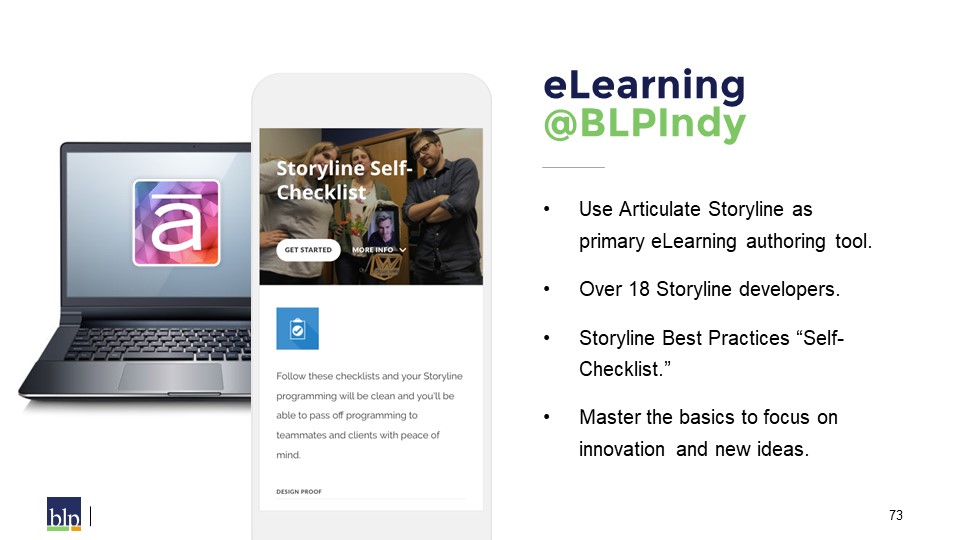 eLearning
@BLPIndy
Use Articulate Storyline as
primary eLearning authoring tool.
Over 18 Storyline developers.
Storyline Best Practices “Self-
Checklist.”
Master the basics to focus on
innovation and new ideas.
ā
Storyline Self-
Checklist
GET STARTED
MORE INFO
Follow these checklists and your Storyline
programming will be clean and you'll be
able to pass off programming to
teammates and clients with peace of
mind.
DESIGN PROOF
blp
73